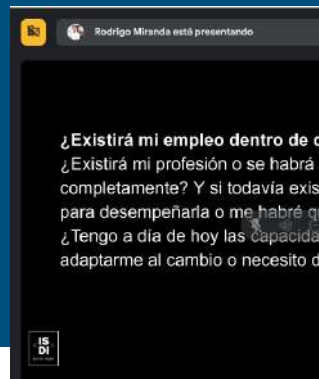 Rodrigo Miranda está presentando
¿Existirá mi empleo dentro de
¿Existirá mi profesión o se habrá
completamente? Y si todavía exis
para desempeñarla o me habré q
¿Tengo a día de hoy las capacida
adaptarme al cambio o necesito d
IS
DI